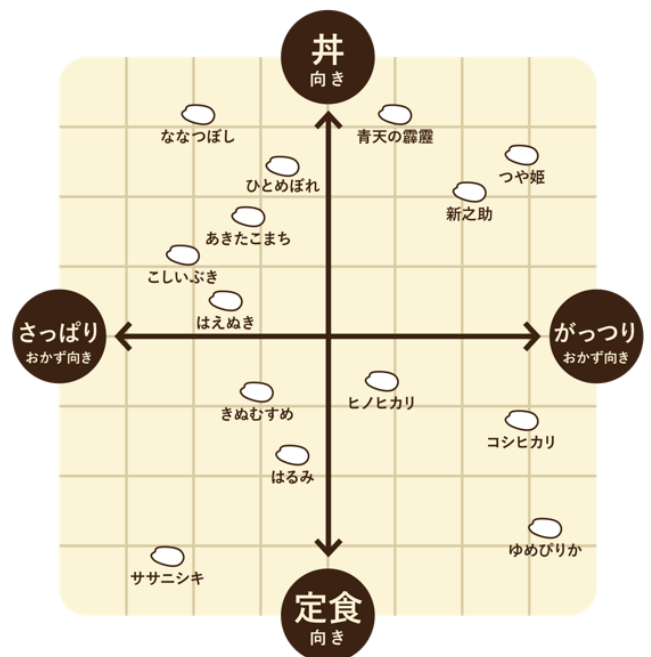 丼
向き
ななつぼし
青天の霹靂
ひとめぼれ
つや姫
新之助
あきたこまち
こしいぶき
はえぬき
さっぱり
おかず向き
がっつり
おかず向き
きぬむすめ
ヒノヒカリ
コシヒカリ
はるみ
ゆめぴりか
ササニシキ
定食
向き